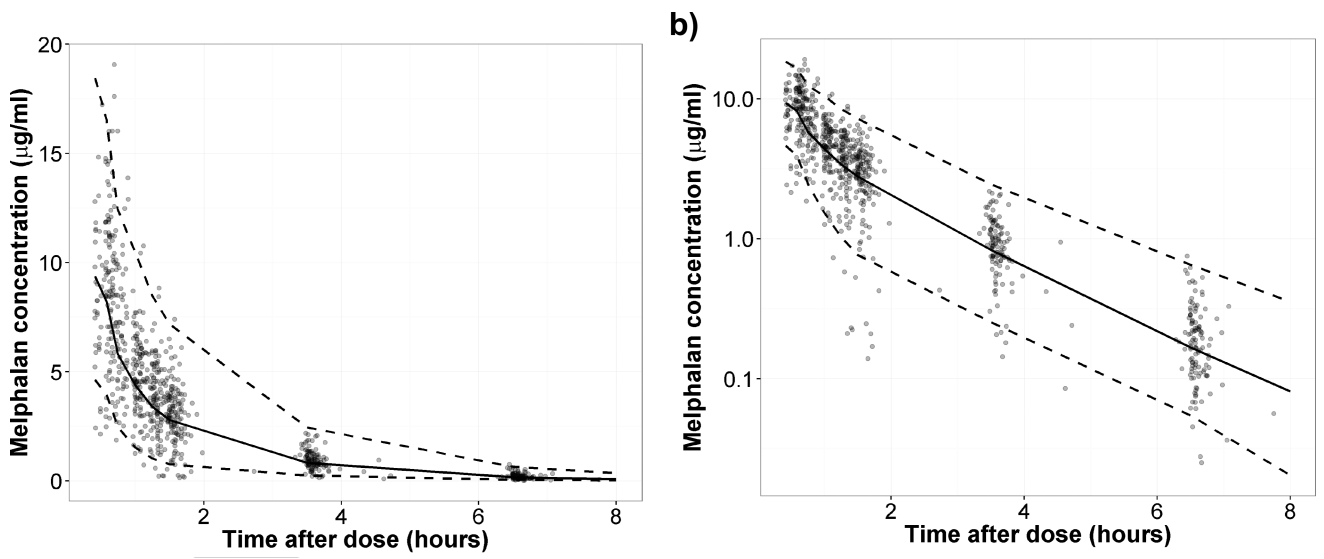 Melphalan concentration (μg/ml)
20
15
10
5
0
2 4 6 8
Time after dose (hours)
b)
Melphalan concentration (μg/ml)
10.0
1.0
0.1
2 4 6 8
Time after dose (hours)